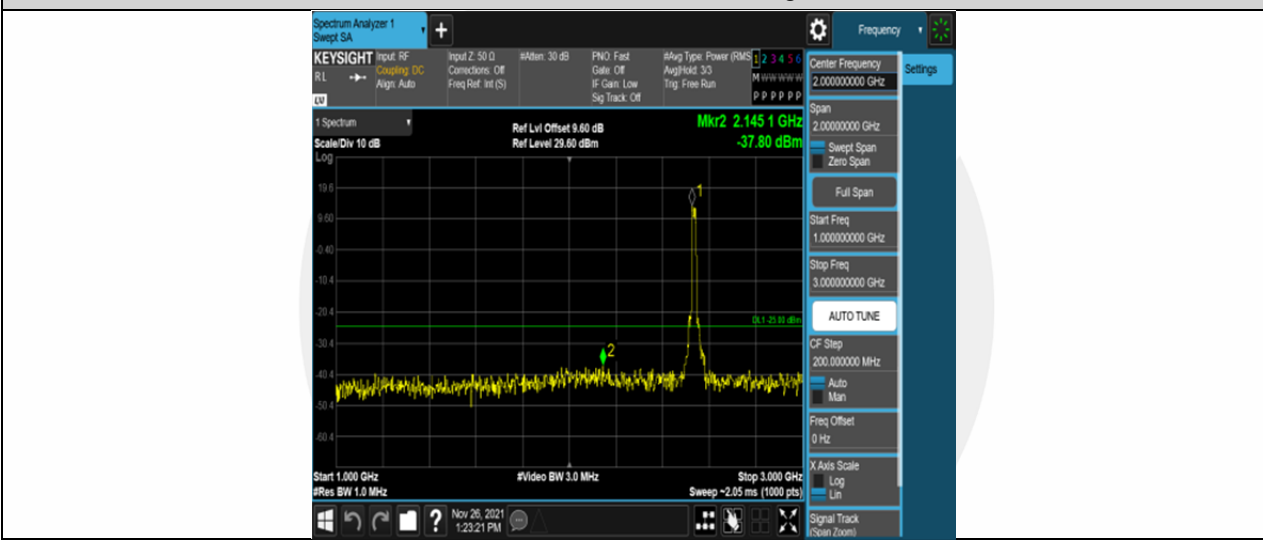 Spectrum Analyzer 1
Swept SA
+
Frequency
KEYSIGHT
Input: RF
Coupling: DC
Align: Auto
Input Z: 50 Ω
Corrections: Off
Freq Ref: Int (S)
#Atten: 30 dB
PNO: Fast
Gate: Off
IF Gain: Low
Sig Track: Off
#Avg Type: Power (RMS
Avg|Hold: 3/3
Trig: Free Run
1 2 3 4 5 6
M W W W W W
P P P P P P
R L
LXI
1 Spectrum
Scale/Div 10 dB
Log
Ref Lvl Offset 9.60 dB
Ref Level 29.60 dBm
Mkr2 2.145 1 GHz
-37.80 dBm
19.6
9.60
-0.40
-10.4
-20.4
-30.4
-40.4
-50.4
-60.4
1
2
DL1 -25.00 dBm
Start 1.000 GHz
#Res BW 1.0 MHz
#Video BW 3.0 MHz
Stop 3.000 GHz
Sweep ~2.05 ms (1000 pts)
Nov 26, 2021
1:23:21 PM
?
Center Frequency
2.000000000 GHz
Settings
Span
2.00000000 GHz
Swept Span
Zero Span
Full Span
Start Freq
1.000000000 GHz
Stop Freq
3.000000000 GHz
AUTO TUNE
CF Step
200.000000 MHz
Auto
Man
Freq Offset
0 Hz
X Axis Scale
Log
Lin
Signal Track
(Span Zoom)